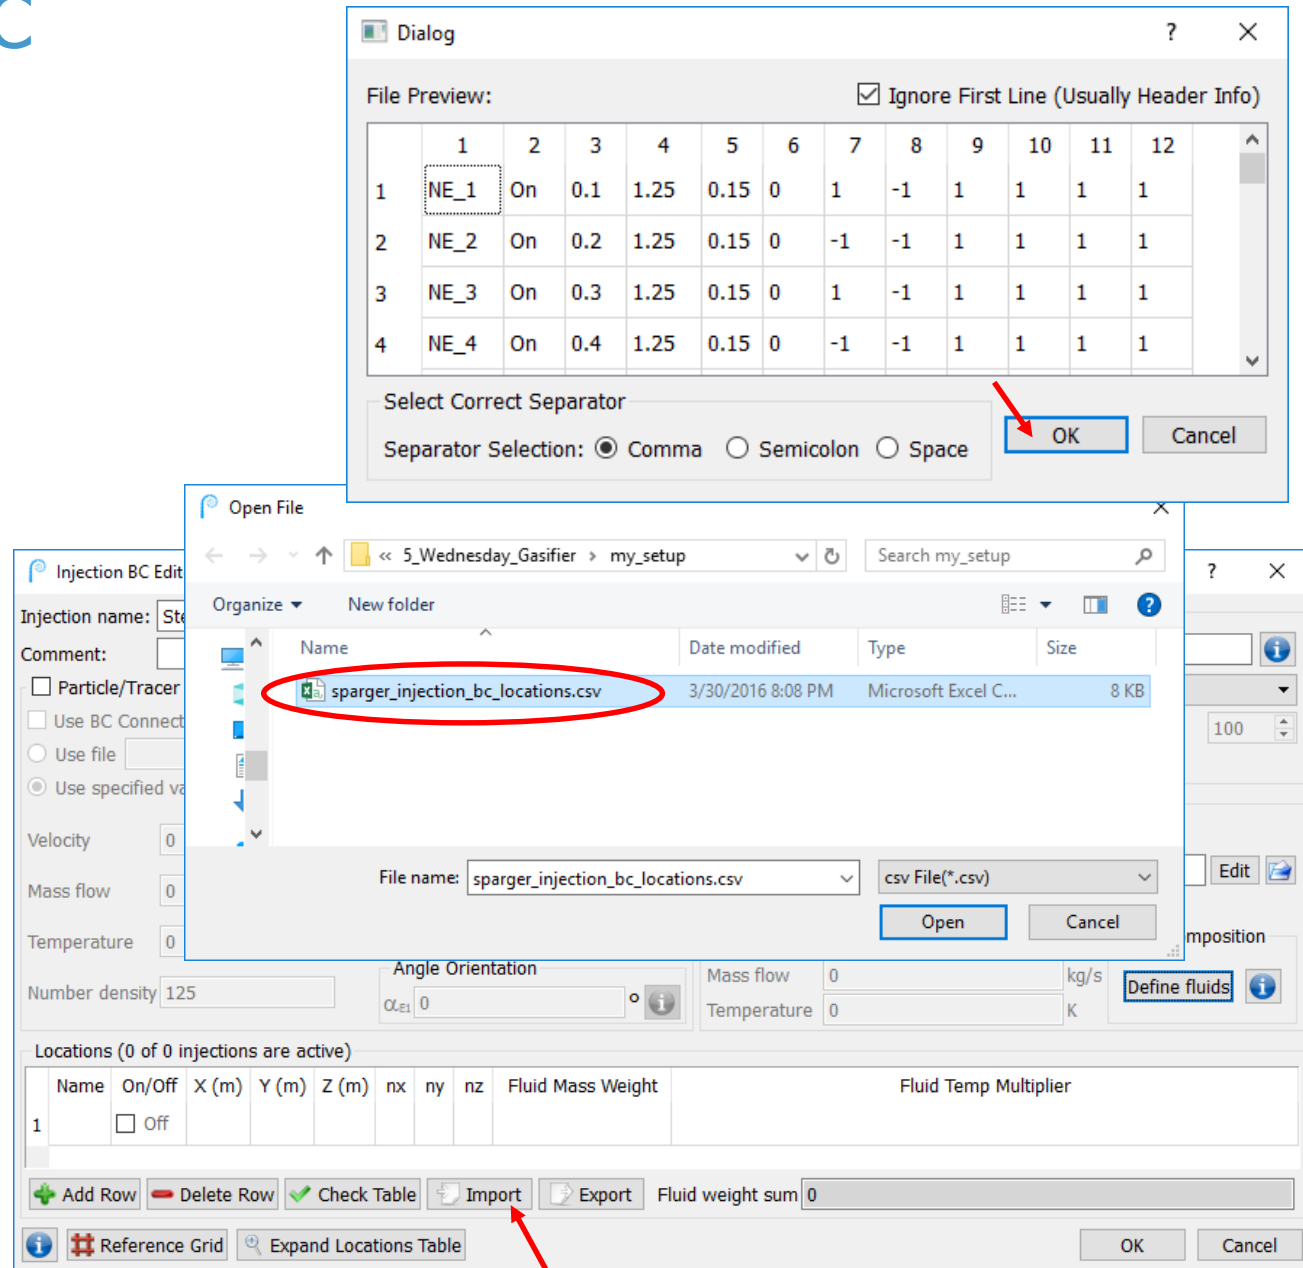 C
Dialog
?
File Preview:
Ignore First Line (Usually Header Info)
1 2 3 4 5 6 7 8 9 10 11 12
1 NE_1 On 0.1 1.25 0.15 0 1 -1 1 1 1 1
2 NE_2 On 0.2 1.25 0.15 0 -1 -1 1 1 1 1
3 NE_3 On 0.3 1.25 0.15 0 1 -1 1 1 1 1
4 NE_4 On 0.4 1.25 0.15 0 -1 -1 1 1 1 1
Select Correct Separator
Separator Selection: Comma Semicolon Space
OK Cancel
Open File
« 5_Wednesday_Gasifier › my_setup
Search my_setup
Organize New folder ?
Name Date modified Type Size
sparger_injection_bc_locations.csv 3/30/2016 8:08 PM Microsoft Excel C... 8 KB
File name: sparger_injection_bc_locations.csv csv File(*.csv)
Open Cancel
Injection BC Edit ?
Injection name: Ste
Comment:
Particle/Tracer
Use BC Connect
100
Use file
Use specified va
Velocity 0
Mass flow 0
Edit
Temperature 0
mposition
Number density 125
Angle Orientation
αE1 0 °
Mass flow 0 kg/s
Temperature 0 K
Define fluids
Locations (0 of 0 injections are active)
Name On/Off X (m) Y (m) Z (m) nx ny nz Fluid Mass Weight Fluid Temp Multiplier
1 Off
Add Row Delete Row Check Table Import Export Fluid weight sum 0
Reference Grid Expand Locations Table OK Cancel